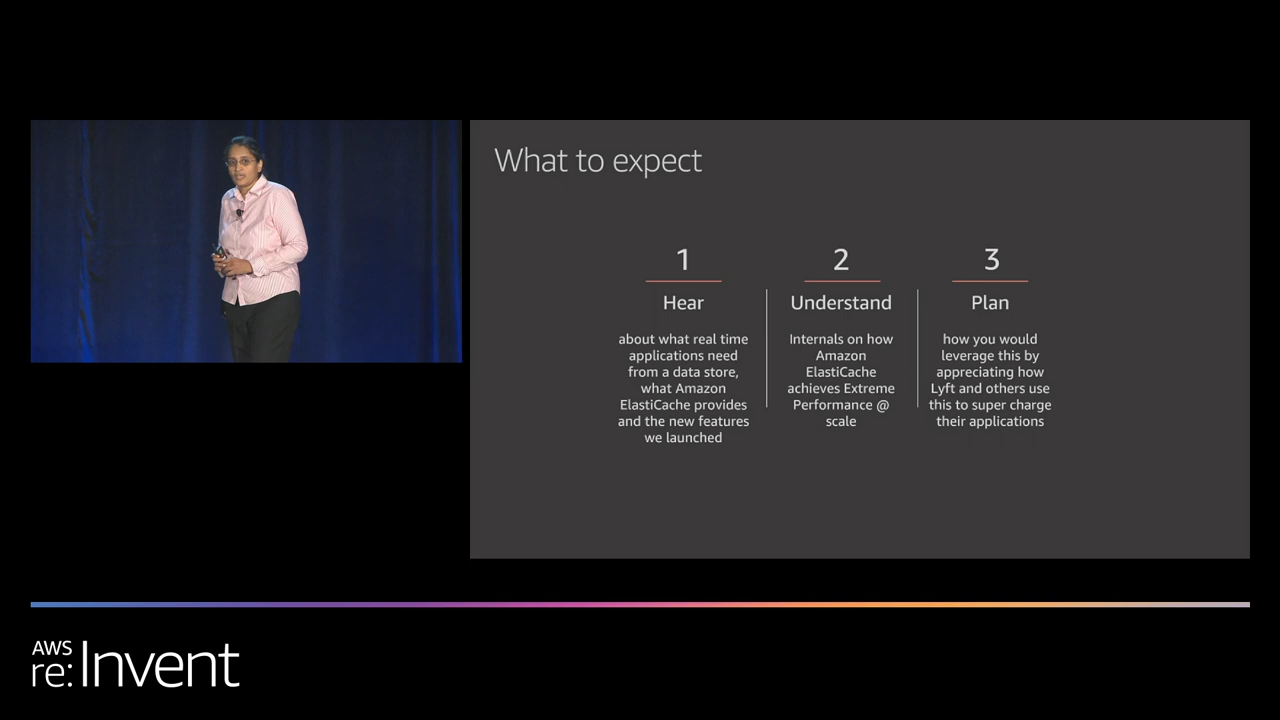 What to expect
1
Hear
about what real time
applications need
from a data store,
what Amazon
ElastiCache provides
and the new features
we launched
2
Understand
Internals on how
Amazon
ElastiCache
achieves Extreme
Performance @
scale
3
Plan
how you would
leverage this by
appreciating how
Lyft and others use
this to super charge
their applications
AWS
re:Invent